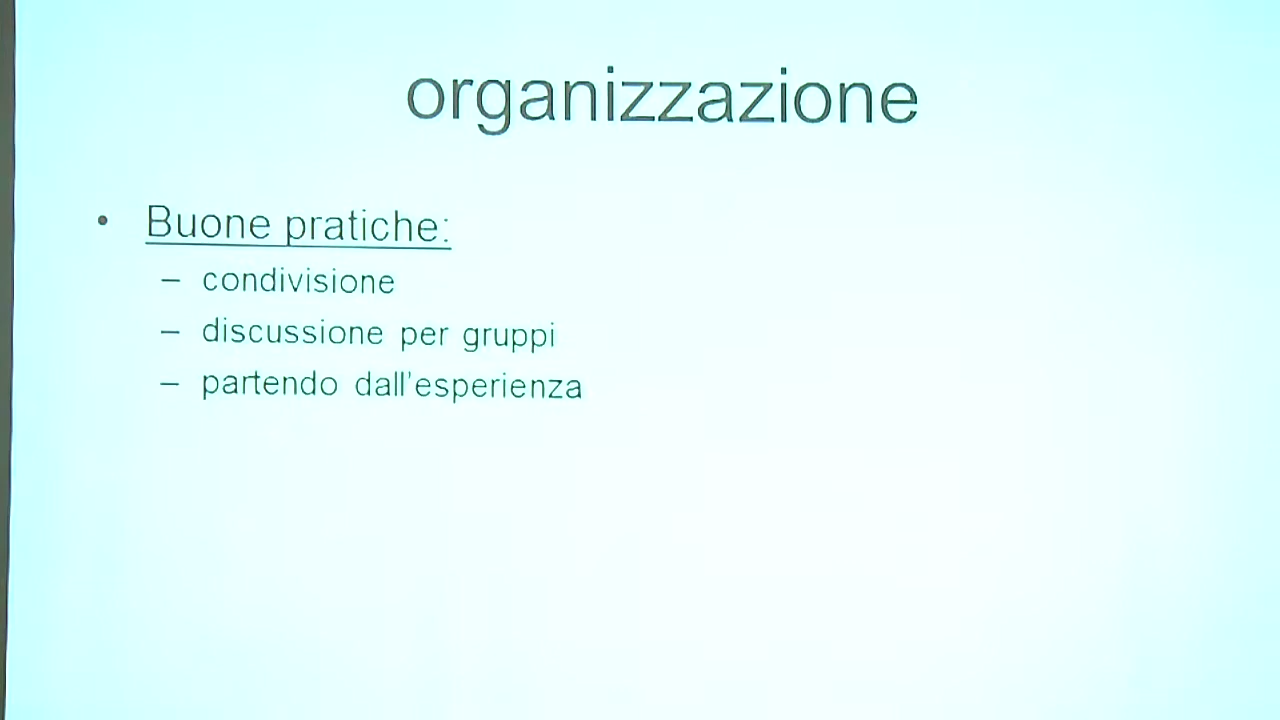 organizzazione
• Buone pratiche:
– condivisione
– discussione per gruppi
– partendo dall'esperienza